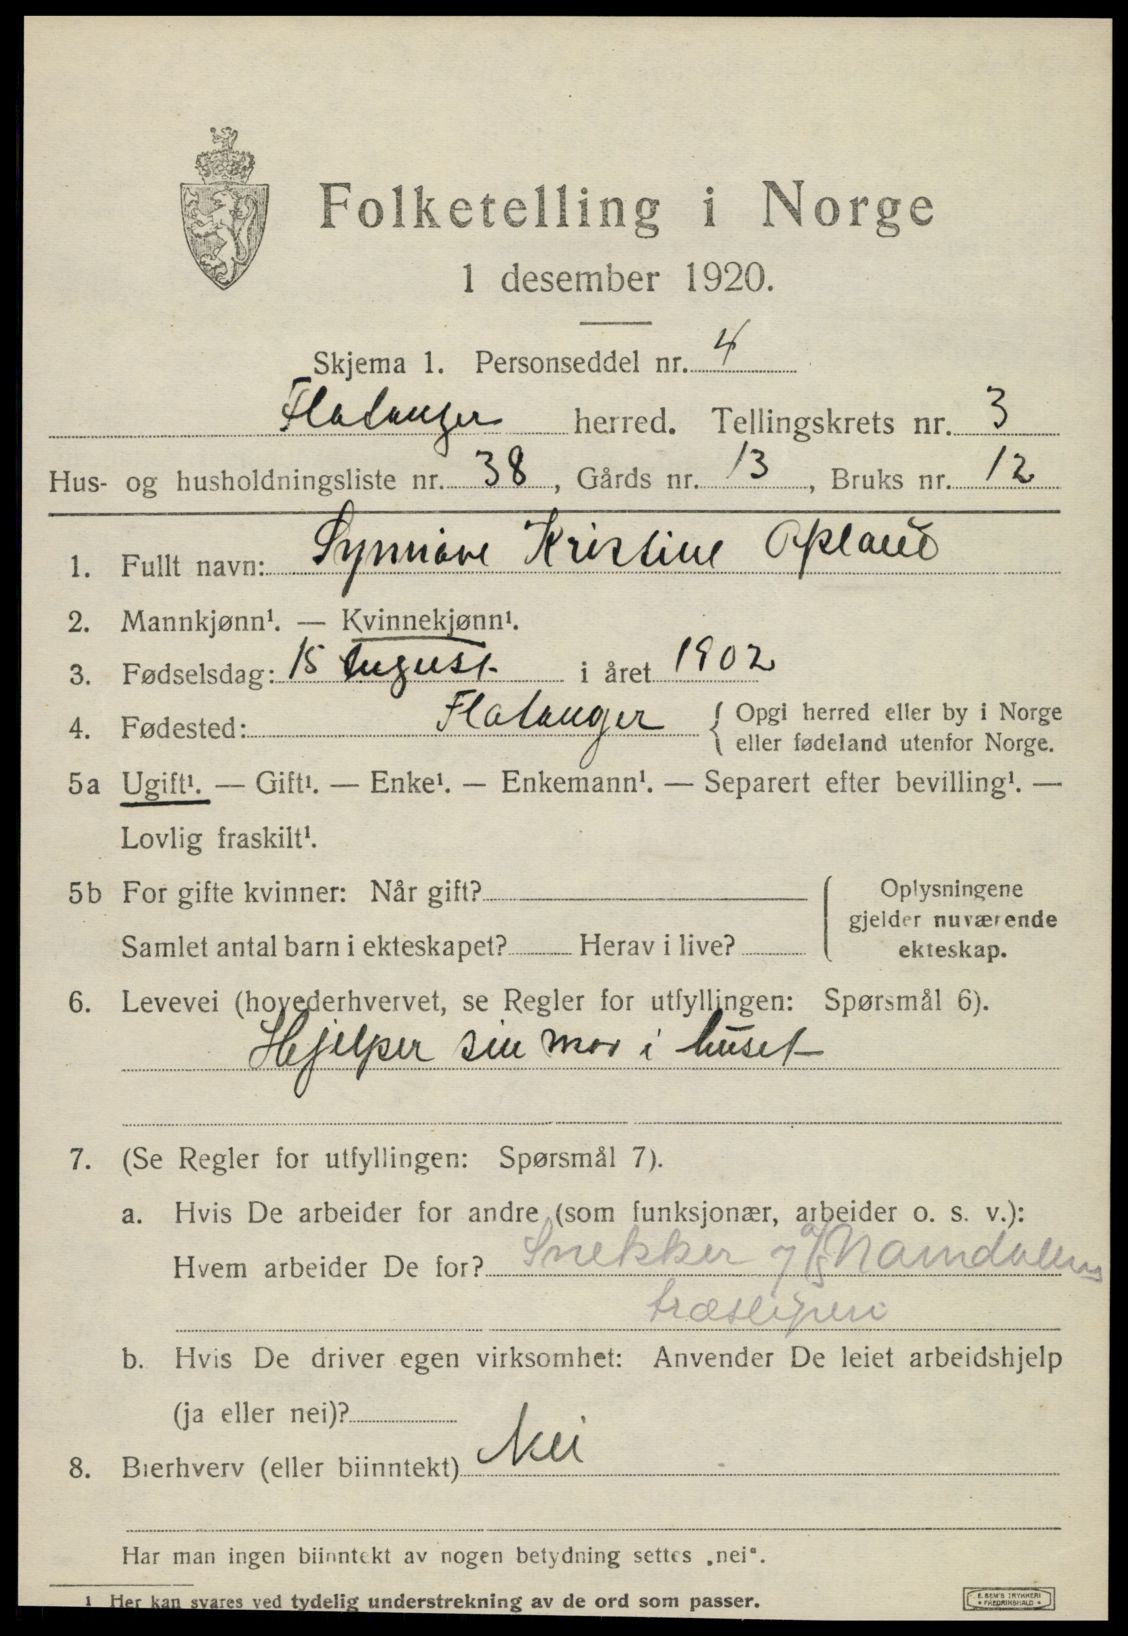 Folketelling i Norge
1 desember 1920.
Skjema 1. Personseddel nr. 4
Flatanger herred. Tellingskrets nr. 3
Hus- og husholdningsliste nr. 38, Gårds nr. 13, Bruks nr. 12
1. Fullt navn: Synnöve Kristine Opland
2. Mannkjønn¹. — Kvinnekjønn¹.
3. Fødselsdag: 15 August i året 1902
4. Fødested: Flatanger { Opgi herred eller by i Norge
eller fødeland utenfor Norge.
5a Ugift¹. — Gift¹. — Enke¹. — Enkemann¹. — Separert efter bevilling¹. —
Lovlig fraskilt¹.
5b For gifte kvinner: Når gift?
Samlet antal barn i ekteskapet? Herav i live?
Oplysningene
gjelder nuværende
ekteskap.
6. Levevei (hovederhvervet, se Regler for utfyllingen: Spørsmål 6).
Hjelper sin mor i huset
7. (Se Regler for utfyllingen: Spørsmål 7).
a. Hvis De arbeider for andre (som funksjonær, arbeider o. s. v.):
Hvem arbeider De for? Snekker a/s Namdalens
træsliperi
b. Hvis De driver egen virksomhet: Anvender De leiet arbeidshjelp
(ja eller nei)?
8. Bierhverv (eller biinntekt) Nei
Har man ingen biinntekt av nogen betydning settes „nei“.
¹ Her kan svares ved tydelig understrekning av de ord som passer.
E. SEM'S TRYKKERI
• FREDRIKSHALD •